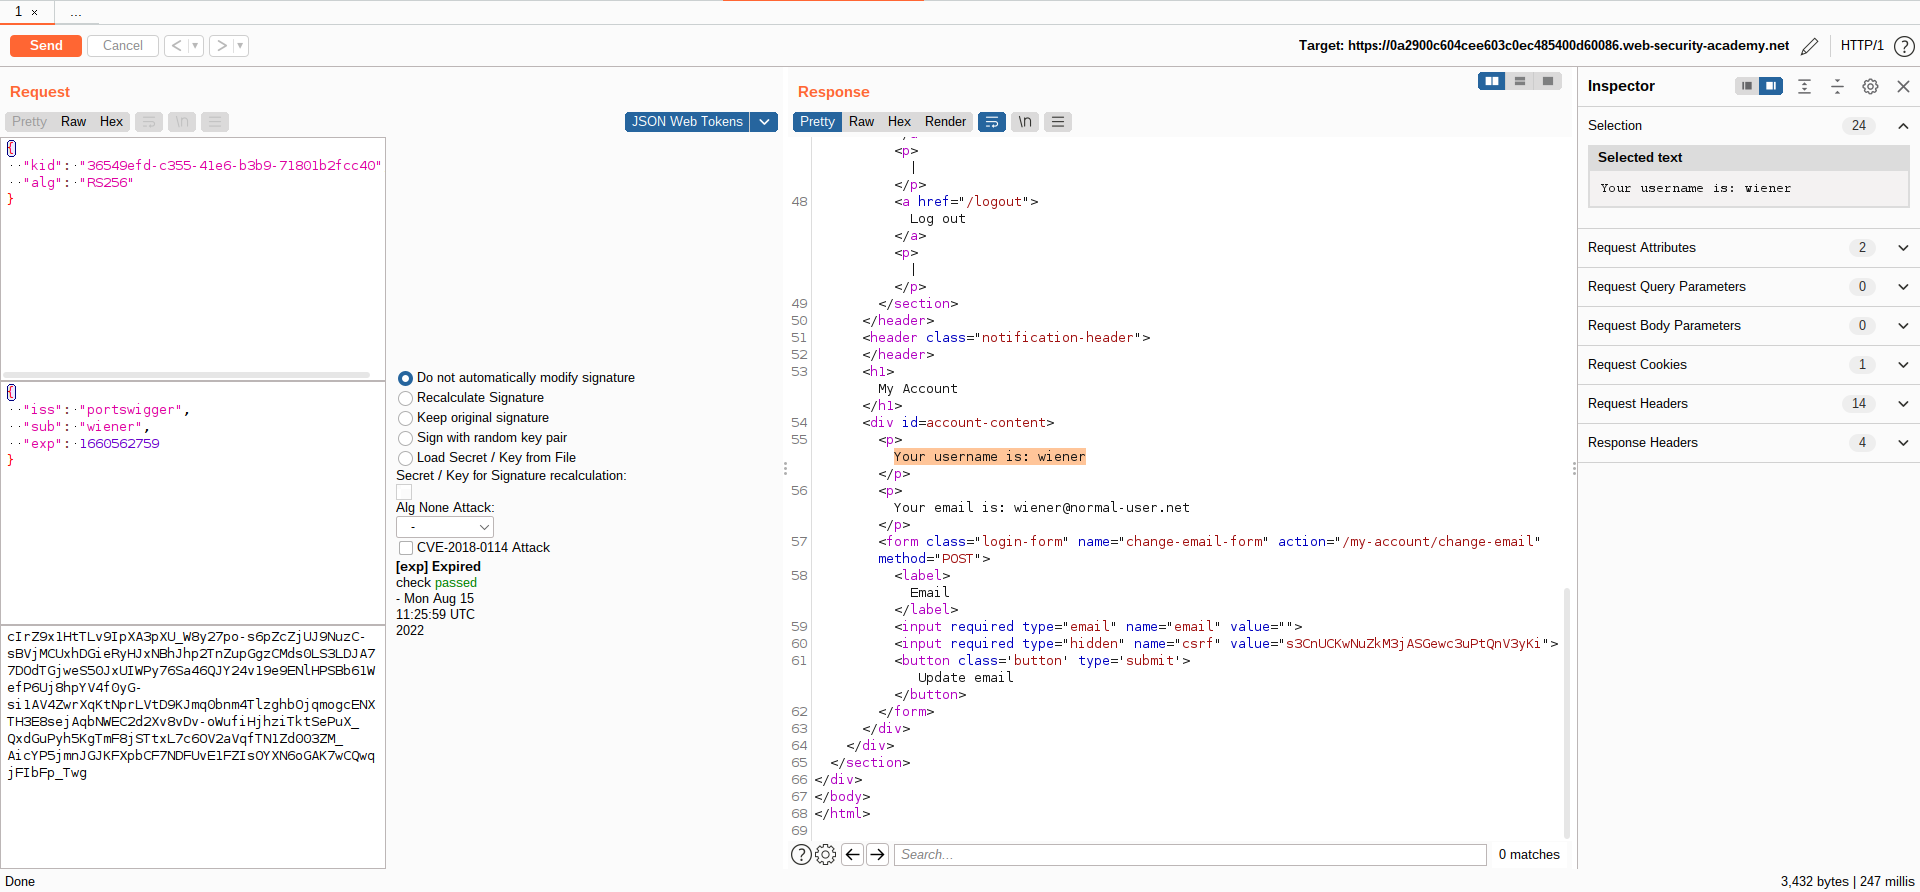 1 ×
...
Send
Cancel
Target: https://0a2900c604cee603c0ec485400d60086.web-security-academy.net
HTTP/1
Request
Pretty Raw Hex
\n
JSON Web Tokens
{
"kid": "36549efd-c355-41e6-b3b9-71801b2fcc40"
"alg": "RS256"
}
{
"iss": "portswigger",
"sub": "wiener",
"exp": 1660562759
}
cIrZ9x1HtTLv9IpXA3pXU_W8y27po-s6pZcZjUJ9NuzC-
sBVjMCUxhDGieRyHJxNBhJhp2TnZupGgzCMds0LS3LDJA7
7D0dTGjweS50JxUIWPy76Sa46QJY24v19e9ENlHPSBb61W
efP6Uj8hpYV4f0yG-
si1AV4ZwrXqKtNprLVtD9KJmq0bnm4TlzghbOjqmogcENX
TH3E8sejAqbNWEC2d2Xv8vDv-oWufiHjhziTktSePuX_
QxdGuPyh5KgTmF8jSTtxL7c60V2aVqfTN1Zd003ZM_
AicYP5jmnJGJKFXpbCF7NDFUvE1FZIs0YXN6oGAK7wCQwq
jFIbFp_Twg
Do not automatically modify signature
Recalculate Signature
Keep original signature
Sign with random key pair
Load Secret / Key from File
Secret / Key for Signature recalculation:
Alg None Attack:
-
CVE-2018-0114 Attack
[exp] Expired
check passed
- Mon Aug 15
11:25:59 UTC
2022
Response
Pretty Raw Hex Render
\n
<p>
|
</p>
48 <a href="/logout">
Log out
</a>
<p>
|
</p>
49 </section>
50 </header>
51 <header class="notification-header">
52 </header>
53 <h1>
My Account
</h1>
54 <div id=account-content>
55 <p>
Your username is: wiener
</p>
56 <p>
Your email is: wiener@normal-user.net
</p>
57 <form class="login-form" name="change-email-form" action="/my-account/change-email"
method="POST">
58 <label>
Email
</label>
59 <input required type="email" name="email" value="">
60 <input required type="hidden" name="csrf" value="s3CnUCKwNuZkM3jASGewc3uPtQnV3yKi">
61 <button class='button' type='submit'>
Update email
</button>
62 </form>
63 </div>
64 </div>
65 </section>
66 </div>
67 </body>
68 </html>
69
Search...
0 matches
Inspector
Selection 24
Selected text
Your username is: wiener
Request Attributes 2
Request Query Parameters 0
Request Body Parameters 0
Request Cookies 1
Request Headers 14
Response Headers 4
Done
3,432 bytes | 247 millis